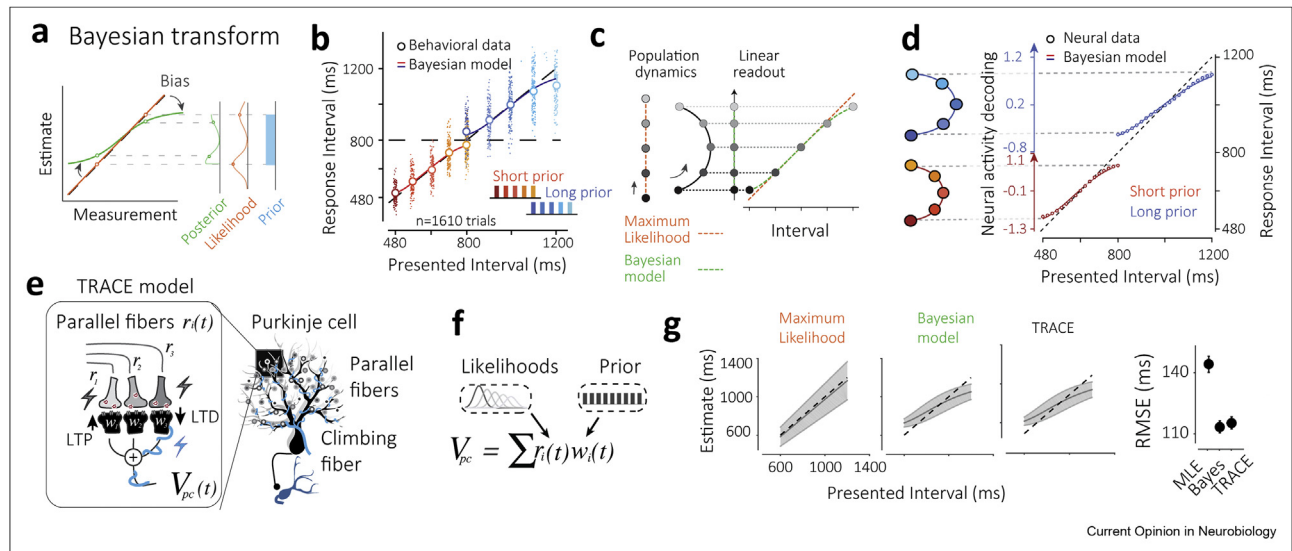 a
Bayesian transform
Bias
Estimate
Measurement
Posterior
Likelihood
Prior
b
Behavioral data
Bayesian model
Response Interval (ms)
1200
800
480
Short prior
Long prior
n=1610 trials
480
800
1200
Presented Interval (ms)
c
Population
dynamics
Linear
readout
Maximum
Likelihood
Bayesian
model
Interval
d
Neural data
Bayesian model
Neural activity decoding
1.2
0.2
-0.8
1.1
-0.1
-1.3
Short prior
Long prior
1200
800
480
Response Interval (ms)
480
800
1200
Presented Interval (ms)
e
TRACE model
Parallel fibers ri(t)
r1
r2
r3
LTP
LTD
w1
w2
w3
+
Vpc(t)
Purkinje cell
Parallel
fibers
Climbing
fiber
f
Likelihoods
Prior
Vpc = ∑ri(t)wi(t)
g
Maximum
Likelihood
Bayesian
model
TRACE
Estimate (ms)
1400
1000
600
600
1000
1400
Presented Interval (ms)
RMSE (ms)
140
110
MLE
Bayes
TRACE
Current Opinion in Neurobiology